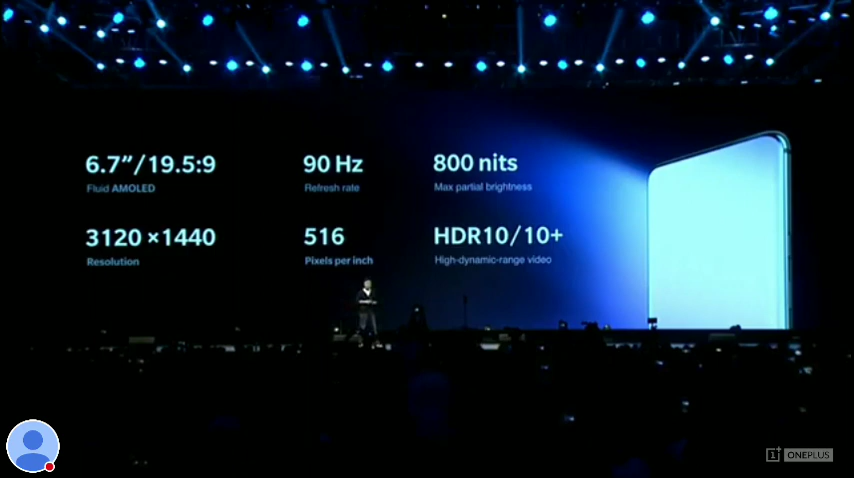 6.7”/19.5:9
Fluid AMOLED
90 Hz
Refresh rate
800 nits
Max partial brightness
3120 ×1440
Resolution
516
Pixels per inch
HDR10/10+
High-dynamic-range video
1+ ONEPLUS